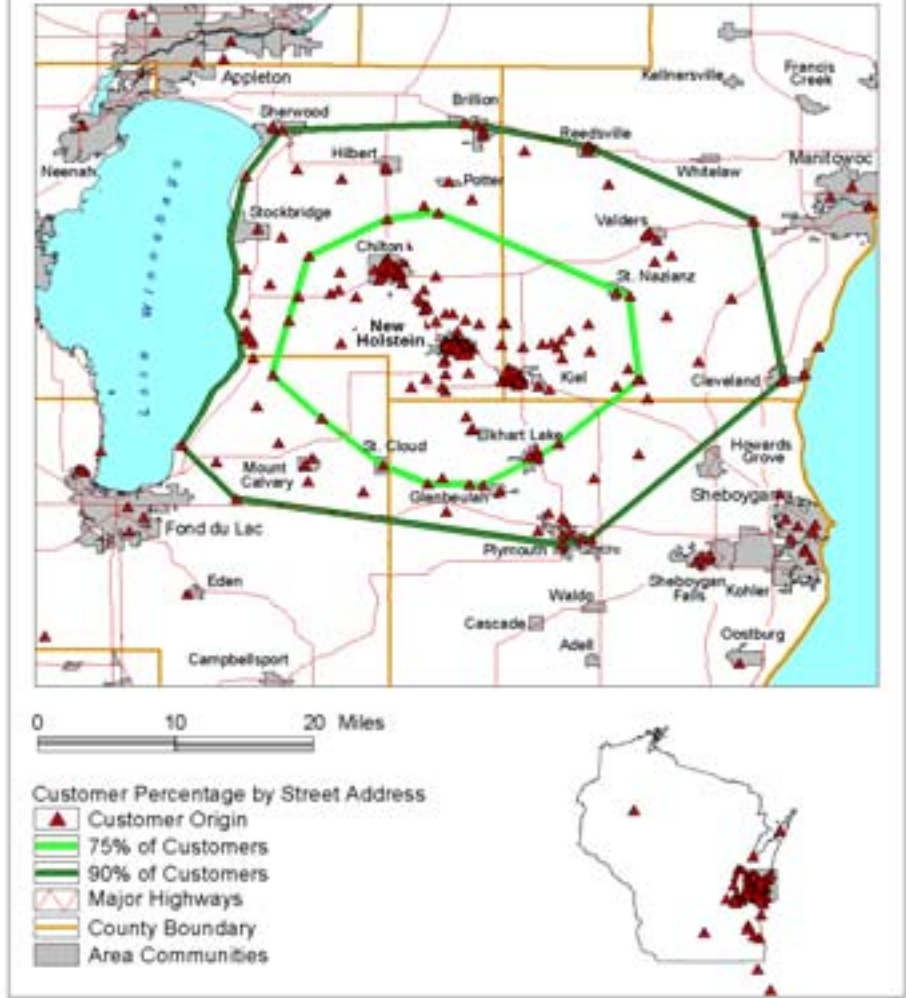 Appleton
Kellnersville
Francis
Creek
Brillion
Sherwood
Reedsville
Hilbert
Whitelaw
Manitowoc
Neenah
Potter
Stockbridge
Valders
Chilton
St. Nazianz
Lake Winnebago
New
Holstein
Kiel
Cleveland
Elkhart Lake
St. Cloud
Howards
Grove
Mount
Calvary
Glenbeulah
Sheboygan
Fond du Lac
Plymouth
Eden
Sheboygan
Falls
Kohler
Waldo
Cascade
Adell
Oostburg
Campbellsport
0 10 20 Miles
Customer Percentage by Street Address
Customer Origin
75% of Customers
90% of Customers
Major Highways
County Boundary
Area Communities